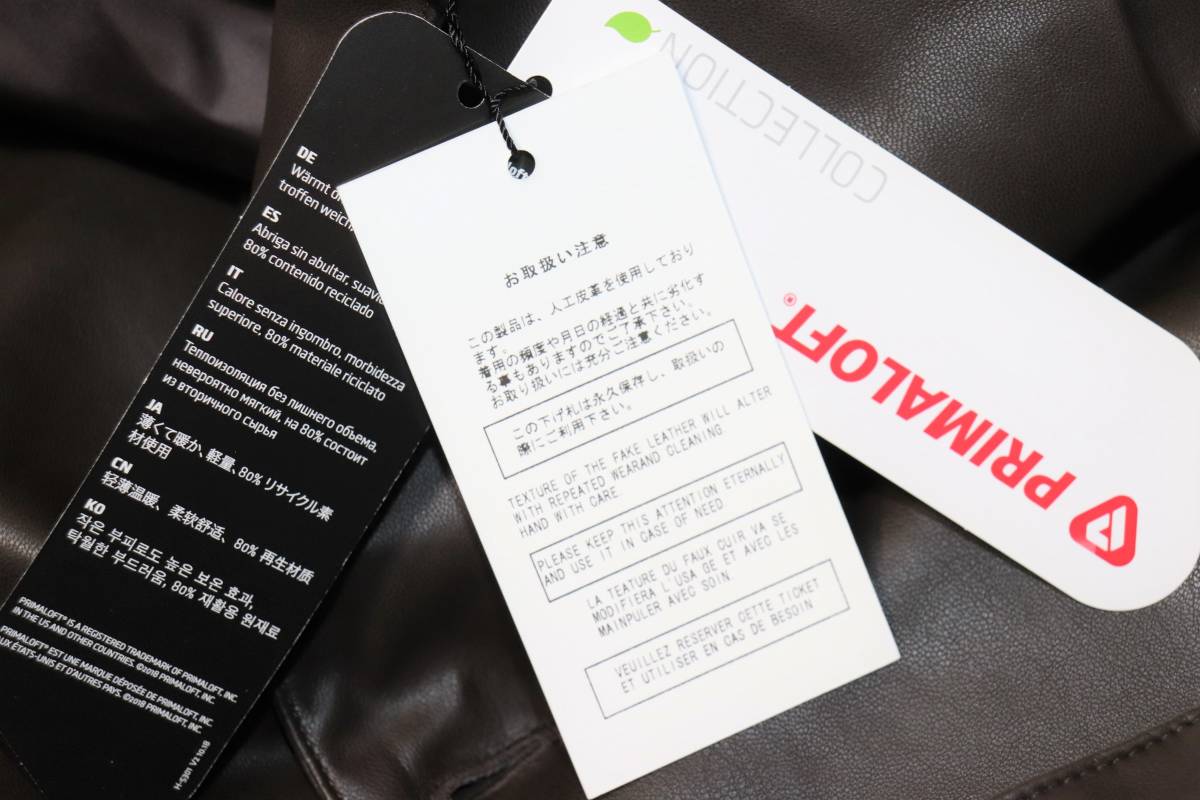 DE
Wärmt
troffen weich,
ES
Abriga sin abultar,
80% contenido reciclado
IT
Calore senza ingombro, morbidezza
superiore, 80% materiale riciclato
RU
Теплоизоляция без лишнего объема,
невероятно мягкий, на 80% состоит
из вторичного сырья
JA
薄くて暖か、軽量、80% リサイクル素
材使用
CN
轻薄温暖、柔软舒适、80% 再生材质
KO
작은 부피로도 높은 보온 효과,
탁월한 부드러움, 80% 재활용 원재료
PRIMALOFT® IS A REGISTERED TRADEMARK OF PRIMALOFT, INC.
IN THE US AND OTHER COUNTRIES. ©2018 PRIMALOFT, INC.
PRIMALOFT® EST UNE MARQUE DÉPOSÉE DE PRIMALOFT, INC.
AUX ÉTATS-UNIS ET D'AUTRES PAYS. ©2018 PRIMALOFT, INC.
H-S301 V2 10.18
お取扱い注意
この製品は、人工皮革を使用しており
ます。
着用の頻度や月日の経過と共に劣化す
る事もありますのでご了承下さい。
お取り扱いには充分ご注意ください。
この下げ札は永久保存し、取扱いの
際にご利用下さい。
TEXTURE OF THE FAKE LEATHER WILL ALTER
WITH REPEATED WEARAND CLEANING
HAND WITH CARE.
PLEASE KEEP THIS ATTENTION ETERNALLY
AND USE IT IN CASE OF NEED
LA TEATURE DU FAUX CUIR VA SE
MODIFIERA L'USA GE ET AVEC LES
MAINPULER AVEC SOIN.
VEUILLEZ RESERVER CETTE TICKET
ET UTILISER EN CAS DE BESOIN
COLLECTION
PRIMALOFT®